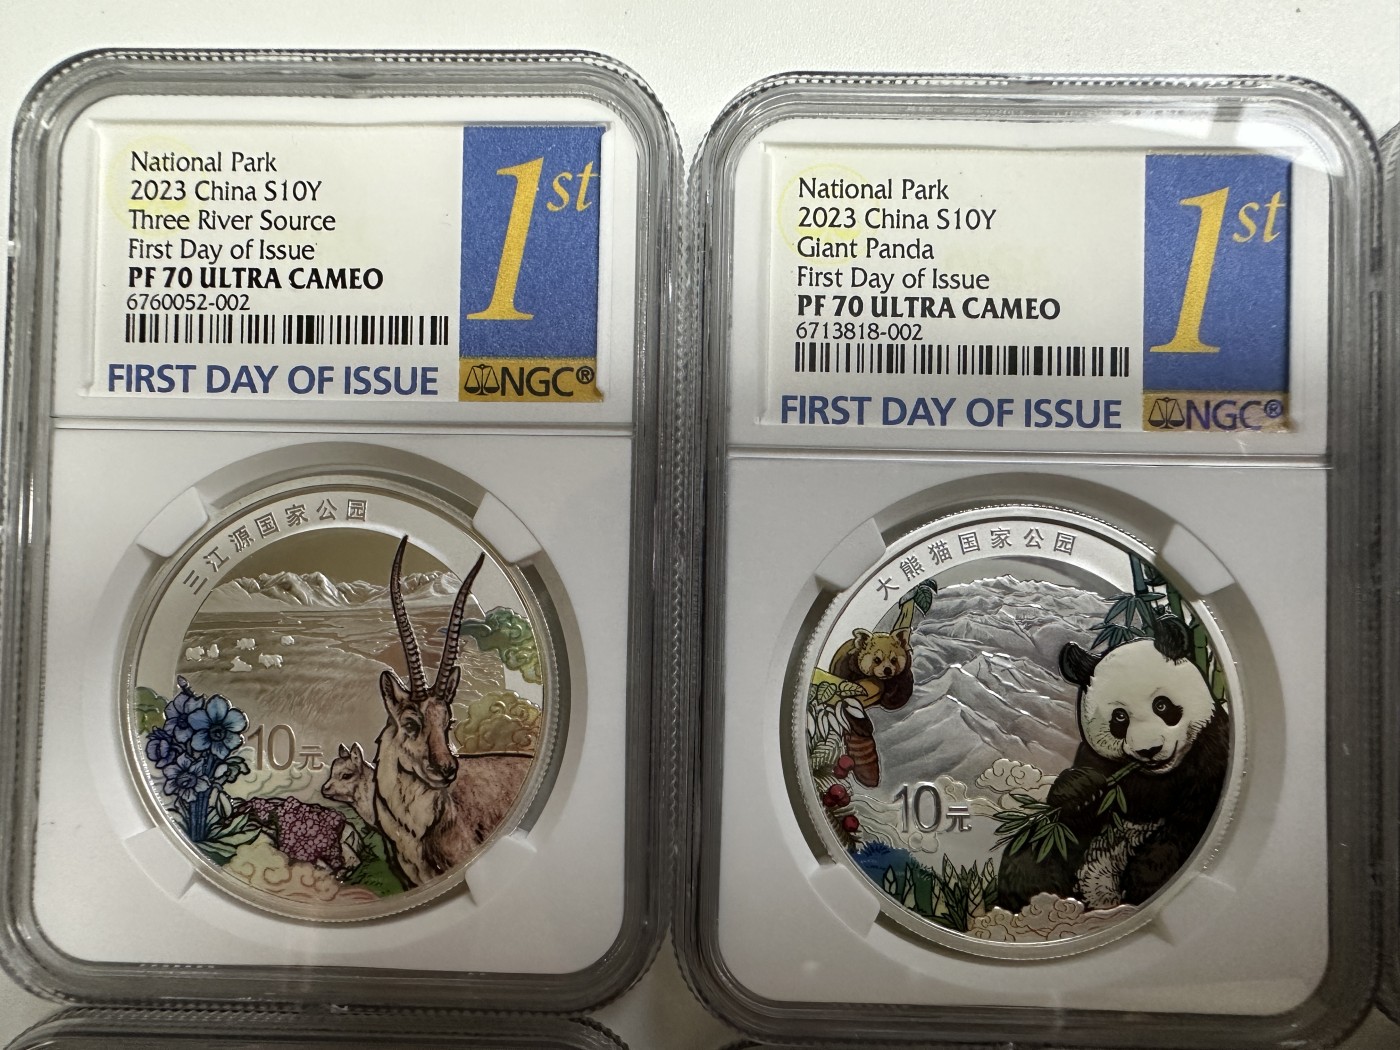 National Park
2023 China S10Y
Three River Source
First Day of Issue
PF 70 ULTRA CAMEO
6760052-002
FIRST DAY OF ISSUE
1st
NGC®
三江源国家公园
10元
National Park
2023 China S10Y
Giant Panda
First Day of Issue
PF 70 ULTRA CAMEO
6713818-002
FIRST DAY OF ISSUE
1st
NGC®
大熊猫国家公园
10元